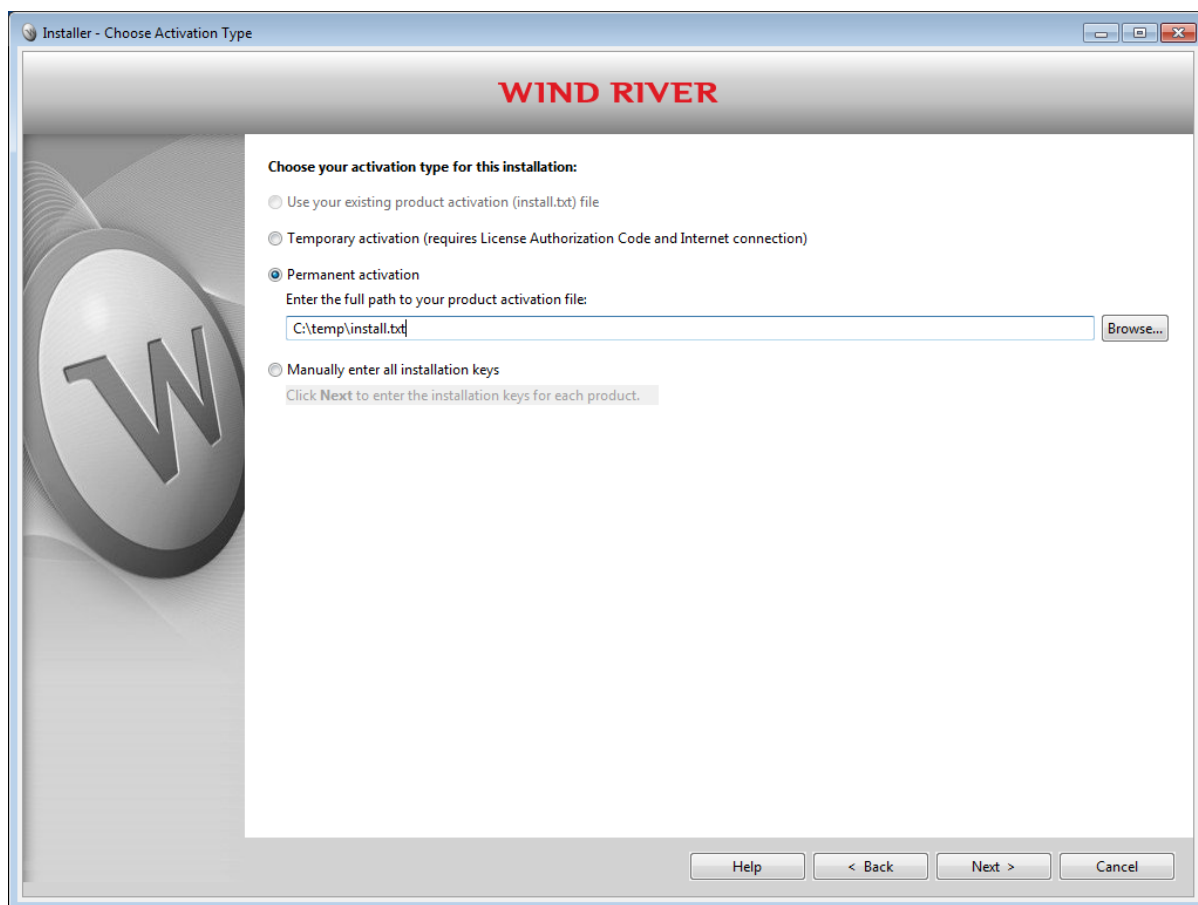 Installer - Choose Activation Type
WIND RIVER
Choose your activation type for this installation:
Use your existing product activation (install.txt) file
Temporary activation (requires License Authorization Code and Internet connection)
Permanent activation
Enter the full path to your product activation file:
C:\temp\install.txt
Browse...
Manually enter all installation keys
Click Next to enter the installation keys for each product.
W
Help < Back Next > Cancel